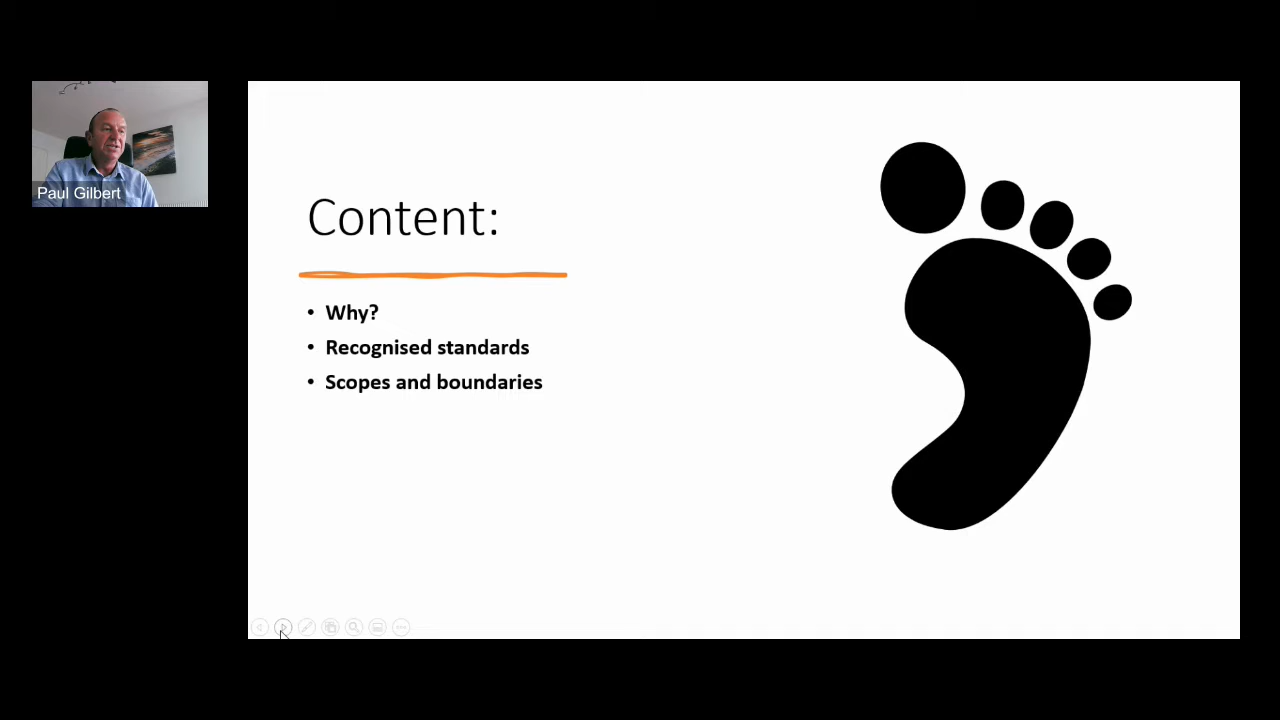 Paul Gilbert
Content:
• Why?
• Recognised standards
• Scopes and boundaries